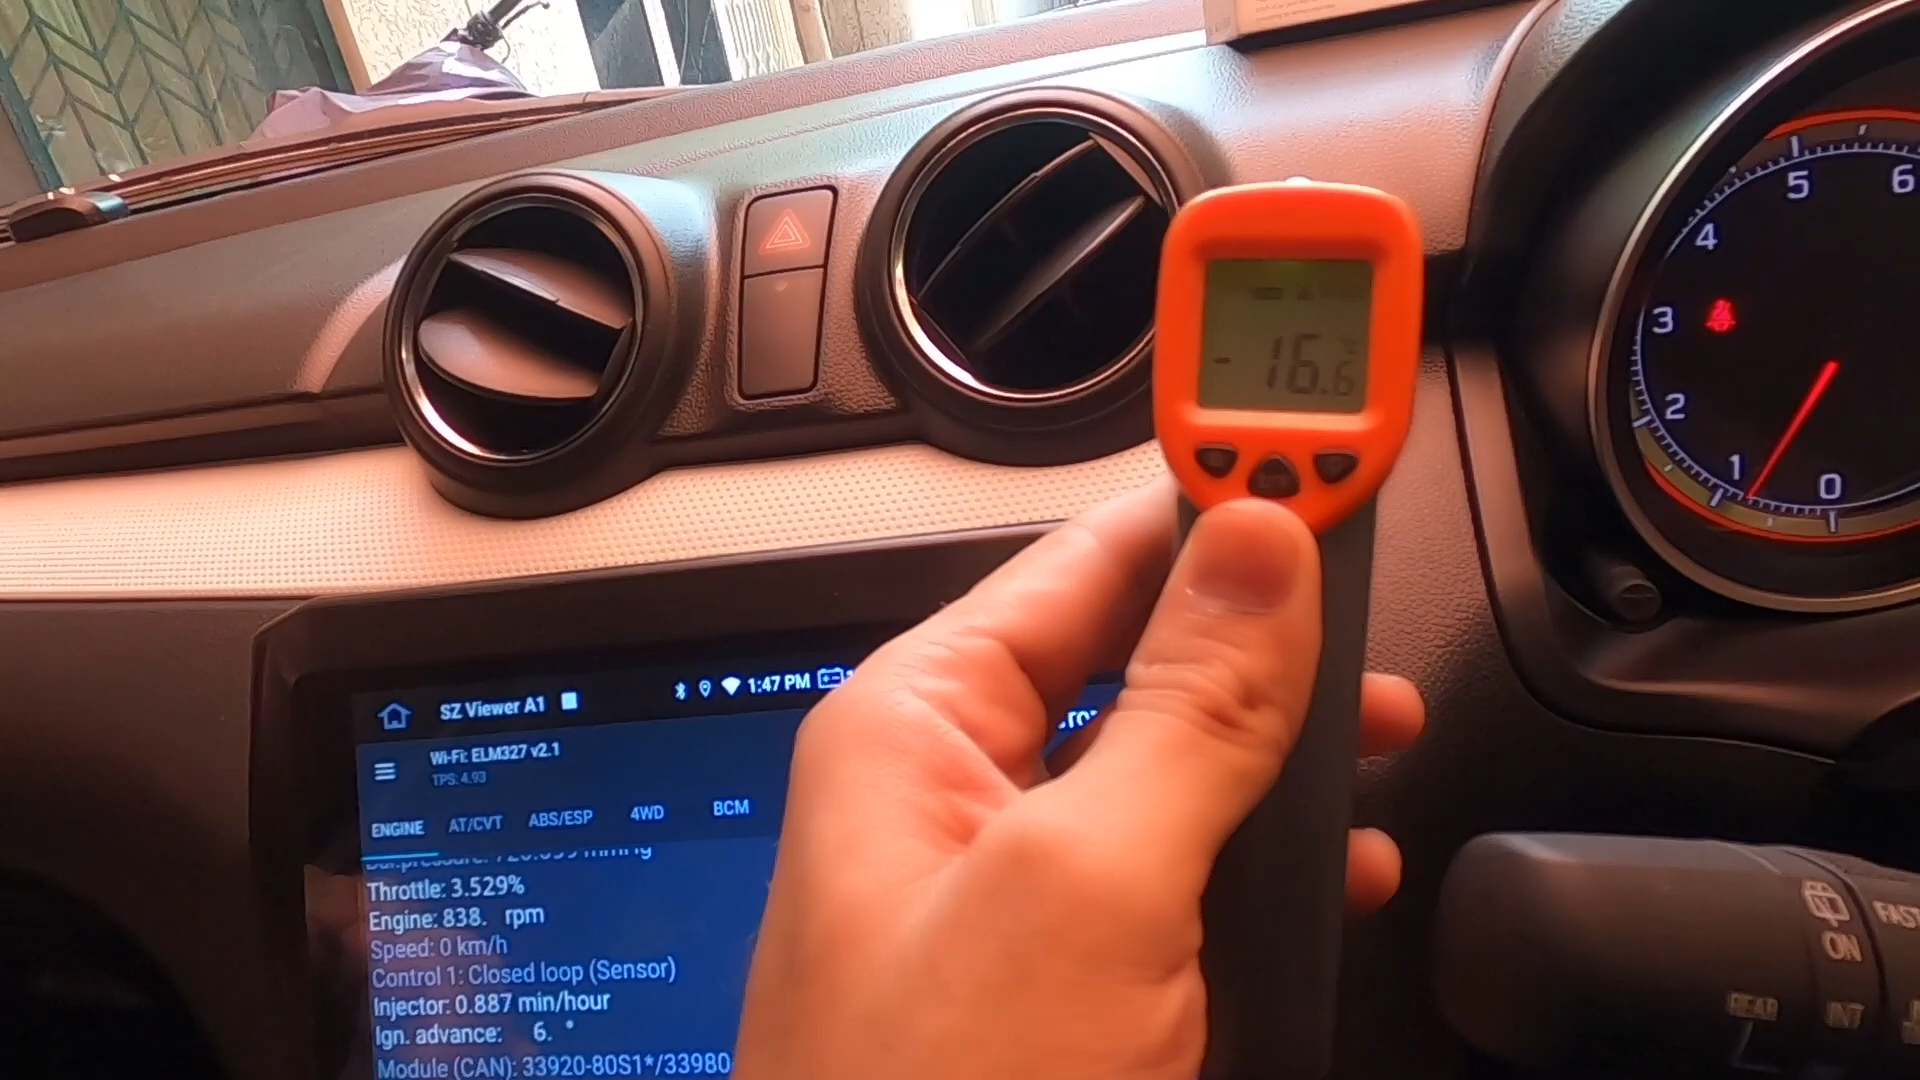 5
6
4
3
2
1
0
- 16.6
SZ Viewer A1
1:47 PM
Wi-Fi: ELM327 v2.1
TPS: 4.93
ENGINE AT/CVT ABS/ESP 4WD BCM
Throttle: 3.529%
Engine: 838. rpm
Speed: 0 km/h
Control 1: Closed loop (Sensor)
Injector: 0.887 min/hour
Ign. advance: 6. °
Module (CAN): 33920-80S1*/33980-
FAST
ON
REAR
INT